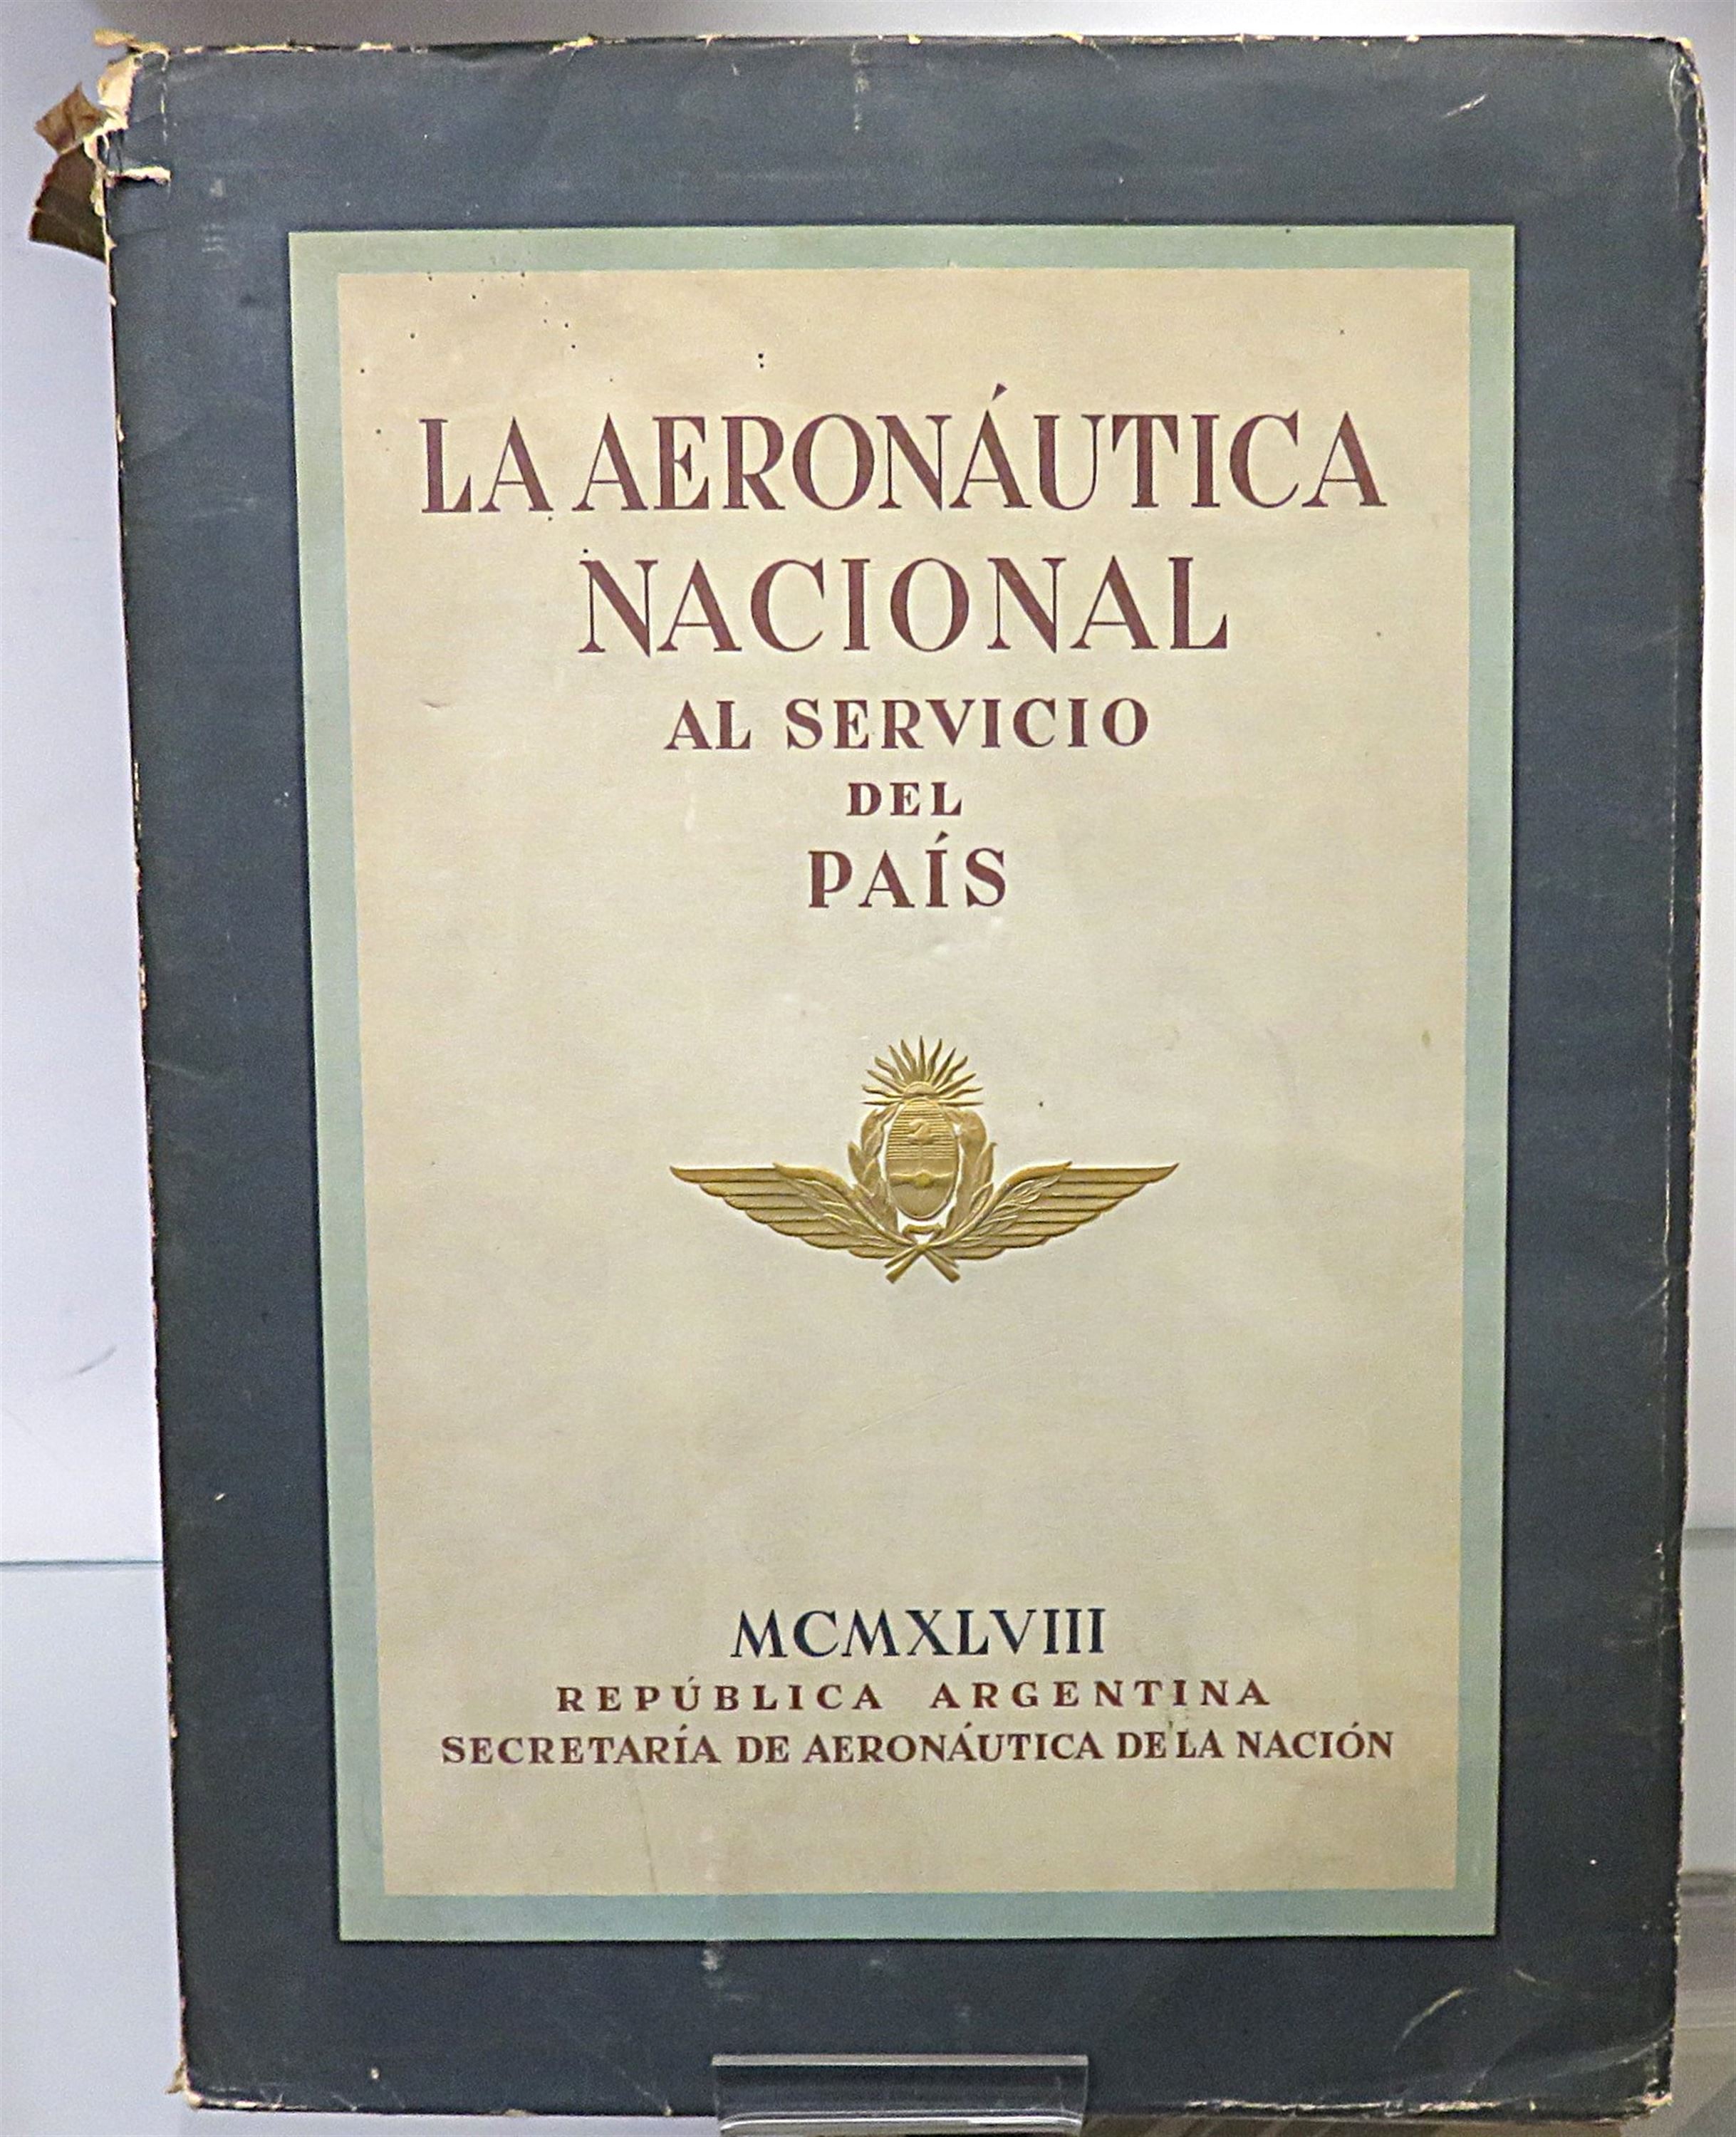 LA AERONÁUTICA
NACIONAL
AL SERVICIO
DEL
PAÍS
MCMXLVIII
REPÚBLICA ARGENTINA
SECRETARÍA DE AERONÁUTICA DE LA NACIÓN